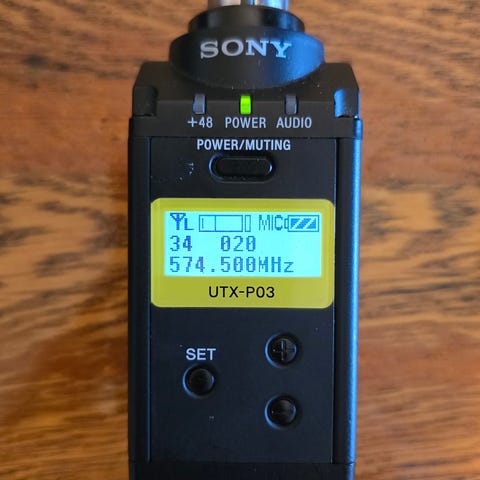 SONY
+48 POWER AUDIO
POWER/MUTING
L MIC
34 020
574.500MHz
UTX-P03
SET
+
-